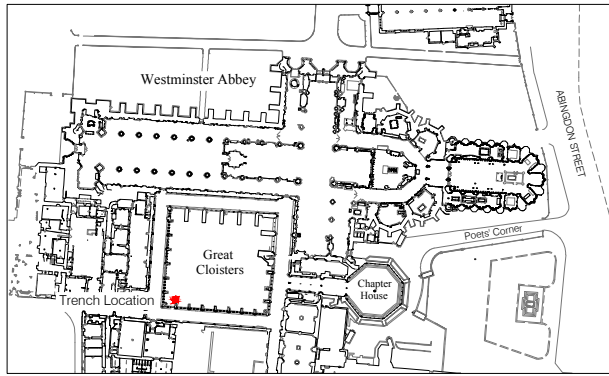 Westminster Abbey
ABINGDON STREET
Poets' Corner
Great
Cloisters
Chapter
House
Trench Location